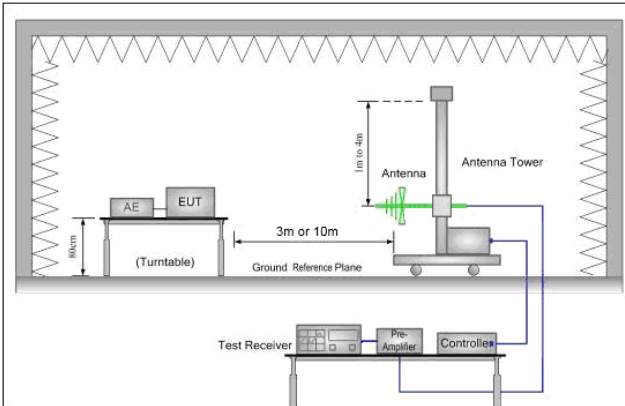 1m to 4m
Antenna
Antenna Tower
AE
EUT
3m or 10m
80cm
(Turntable)
Ground Reference Plane
Test Receiver
Pre-
Amplifier
Controller